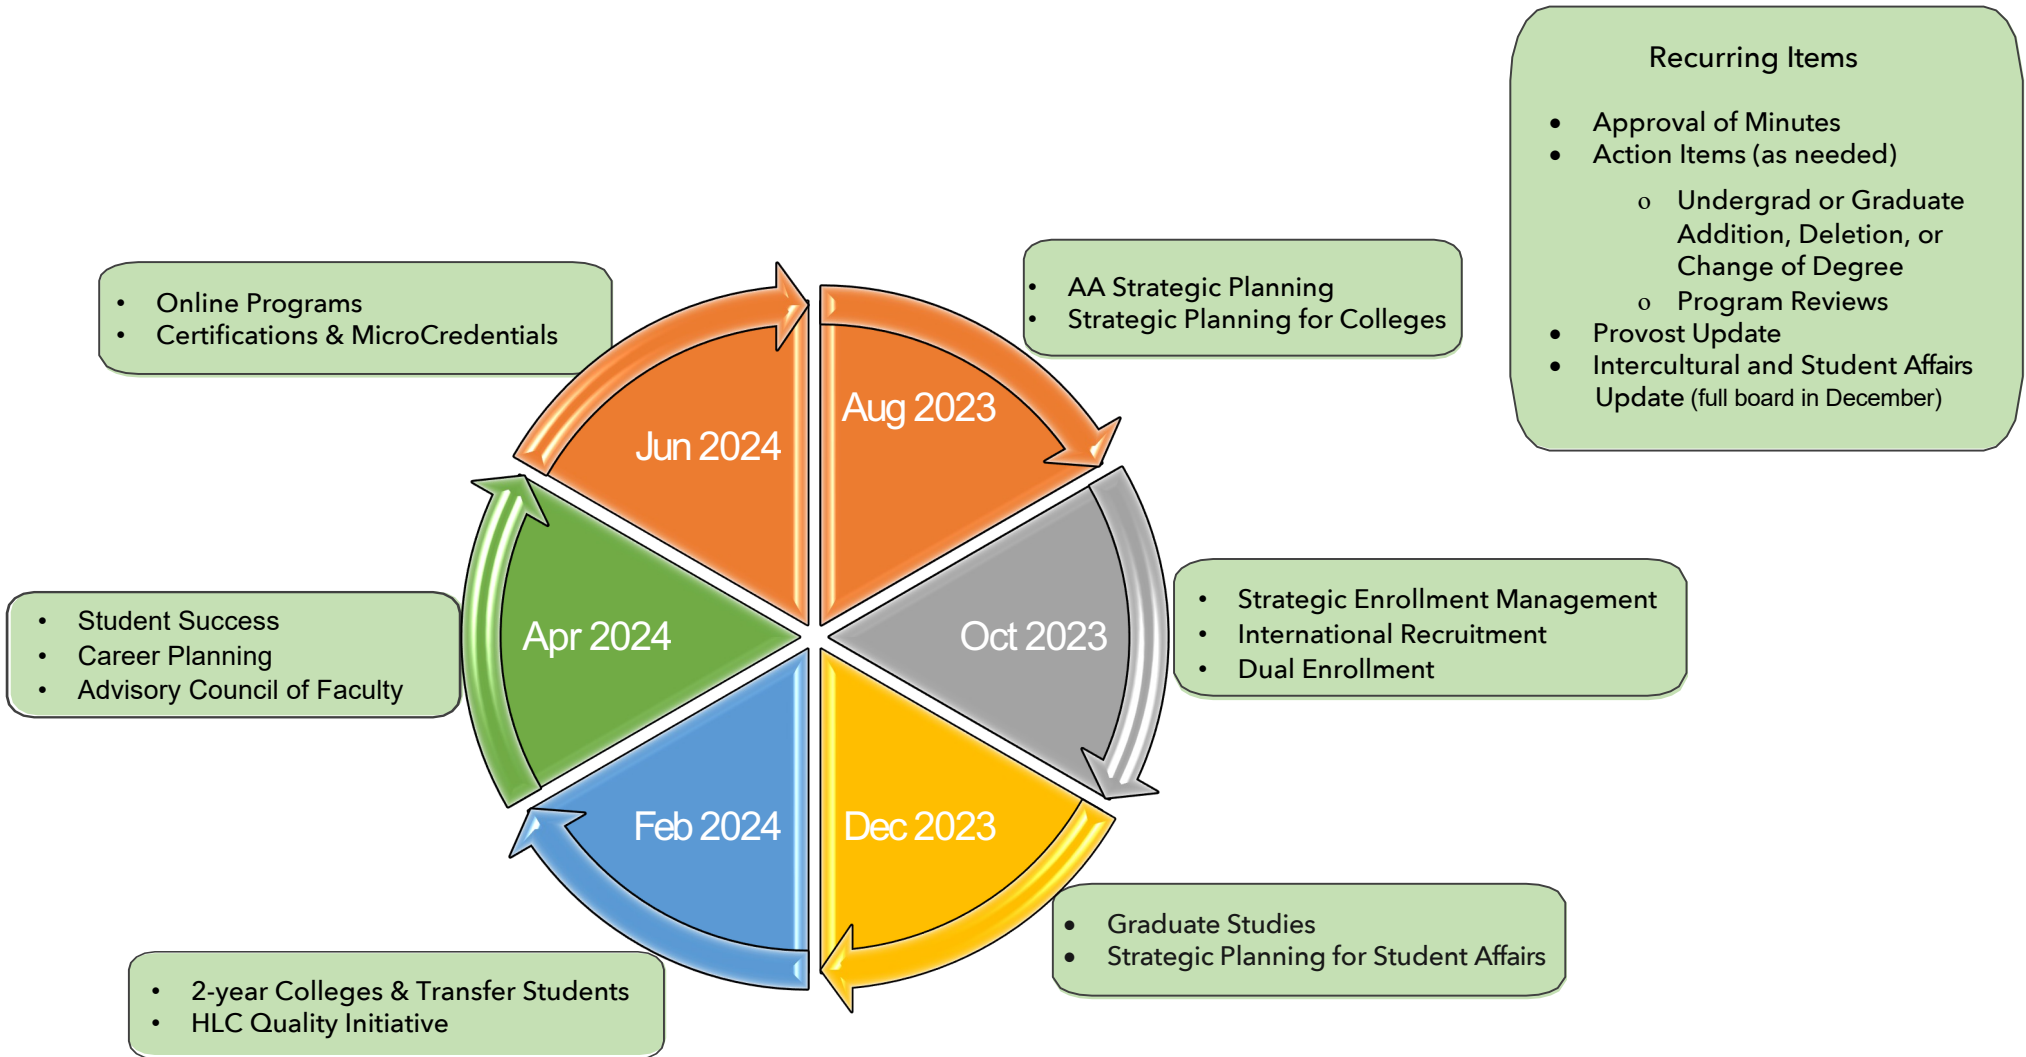 Recurring Items
• Approval of Minutes
• Action Items (as needed)
o Undergrad or Graduate
Addition, Deletion, or
Change of Degree
o Program Reviews
• Provost Update
• Intercultural and Student Affairs
Update (full board in December)
• Online Programs
• Certifications & MicroCredentials
• AA Strategic Planning
• Strategic Planning for Colleges
Jun 2024
Aug 2023
• Student Success
• Career Planning
• Advisory Council of Faculty
Apr 2024
Oct 2023
• Strategic Enrollment Management
• International Recruitment
• Dual Enrollment
Feb 2024
Dec 2023
• 2-year Colleges & Transfer Students
• HLC Quality Initiative
• Graduate Studies
• Strategic Planning for Student Affairs